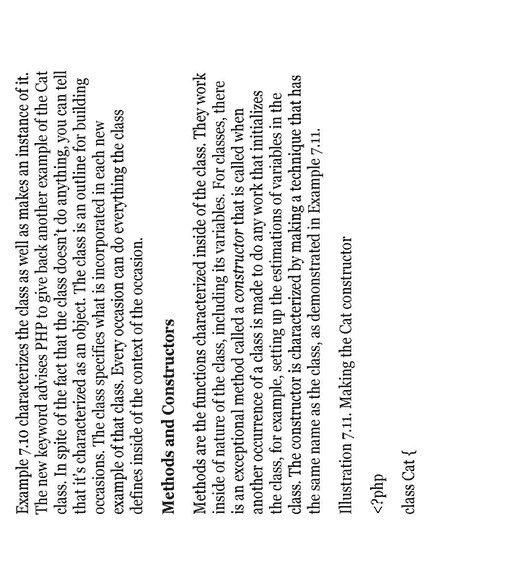 Example 7.10 characterizes the class as well as makes an instance of it.
The new keyword advises PHP to give back another example of the Cat
class. In spite of the fact that the class doesn't do anything, you can tell
that it's characterized as an object. The class is an outline for building
occasions. The class specifies what is incorporated in each new
example of that class. Every occasion can do everything the class
defines inside of the context of the occasion.
Methods and Constructors
Methods are the functions characterized inside of the class. They work
inside of nature of the class, including its variables. For classes, there
is an exceptional method called a constructor that is called when
another occurrence of a class is made to do any work that initializes
the class, for example, setting up the estimations of variables in the
class. The constructor is characterized by making a technique that has
the same name as the class, as demonstrated in Example 7.11.
Illustration 7.11. Making the Cat constructor
<?php
class Cat {